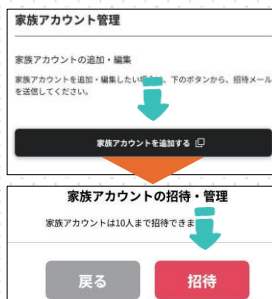 家族アカウント管理
家族アカウントの追加・編集
家族アカウントを追加・編集したい、下のボタンから、招待メール
を送信してください。
家族アカウントを追加する
家族アカウントの招待・管理
家族アカウントは10人まで招待できま
戻る
招待